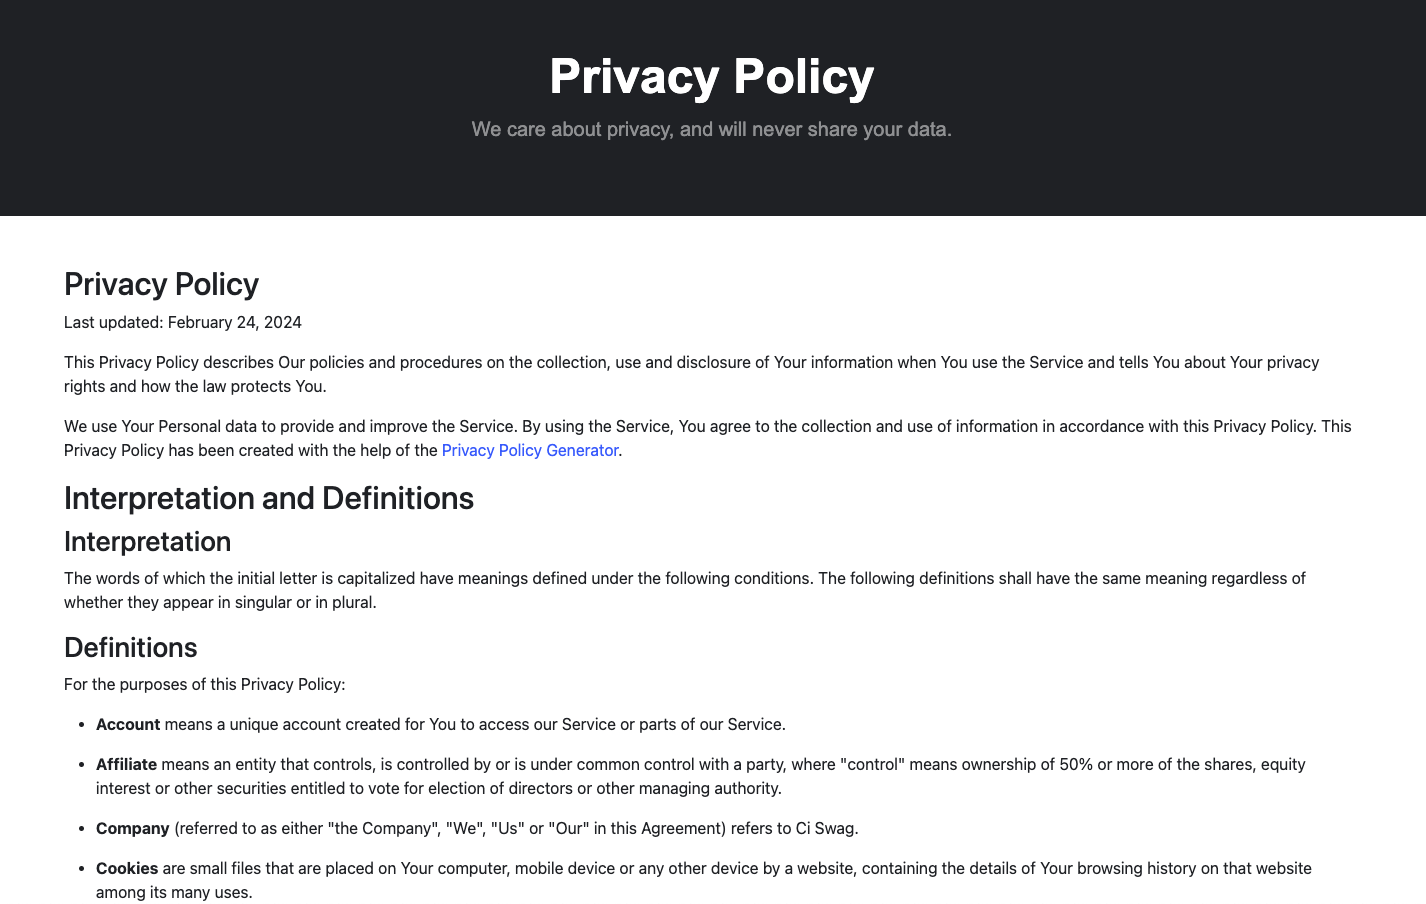 Privacy Policy
We care about privacy, and will never share your data.
Privacy Policy
Last updated: February 24, 2024
This Privacy Policy describes Our policies and procedures on the collection, use and disclosure of Your information when You use the Service and tells You about Your privacy
rights and how the law protects You.
We use Your Personal data to provide and improve the Service. By using the Service, You agree to the collection and use of information in accordance with this Privacy Policy. This
Privacy Policy has been created with the help of the Privacy Policy Generator.
Interpretation and Definitions
Interpretation
The words of which the initial letter is capitalized have meanings defined under the following conditions. The following definitions shall have the same meaning regardless of
whether they appear in singular or in plural.
Definitions
For the purposes of this Privacy Policy:
• Account means a unique account created for You to access our Service or parts of our Service.
• Affiliate means an entity that controls, is controlled by or is under common control with a party, where "control" means ownership of 50% or more of the shares, equity
interest or other securities entitled to vote for election of directors or other managing authority.
• Company (referred to as either "the Company", "We", "Us" or "Our" in this Agreement) refers to Ci Swag.
• Cookies are small files that are placed on Your computer, mobile device or any other device by a website, containing the details of Your browsing history on that website
among its many uses.